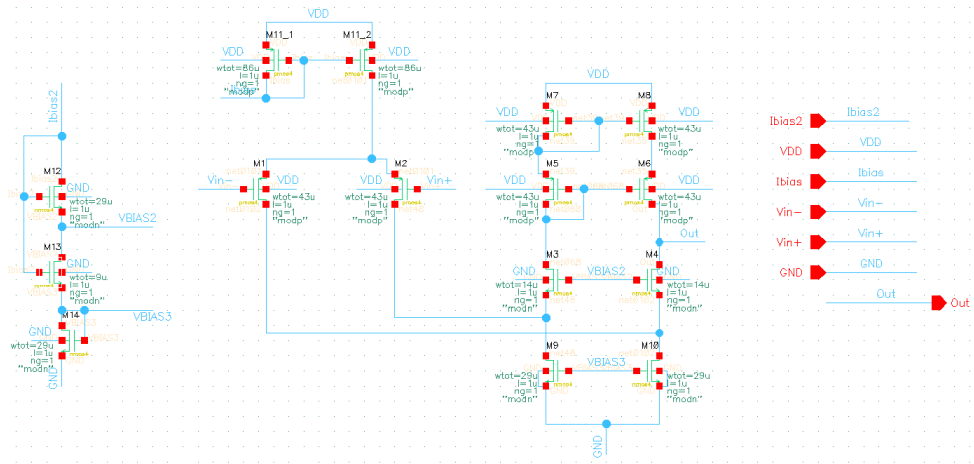 VDD
M11_1
M11_2
VDD
VDD
wtot=86u
l=1u
ng=1
"modp"
wtot=86u
l=1u
ng=1
"modp"
Ibias2
M12
GND
wtot=29u
l=1u
ng=1
"modn"
VBIAS2
M13
GND
wtot=9u
l=1u
ng=1
"modn"
VBIAS3
M14
GND
wtot=29u
l=1u
ng=1
"modn"
GND
M1
M2
Vin-
VDD
VDD
Vin+
wtot=43u
l=1u
ng=1
"modp"
wtot=43u
l=1u
ng=1
"modp"
VDD
M7
M8
VDD
VDD
wtot=43u
l=1u
ng=1
"modp"
wtot=43u
l=1u
ng=1
"modp"
M5
M6
VDD
VDD
wtot=43u
l=1u
ng=1
"modp"
wtot=43u
l=1u
ng=1
"modp"
Out
M3
M4
GND
VBIAS2
GND
wtot=14u
l=1u
ng=1
"modn"
wtot=14u
l=1u
ng=1
"modn"
M9
M10
VBIAS3
wtot=29u
l=1u
ng=1
"modn"
wtot=29u
l=1u
ng=1
"modn"
GND
Ibias2
Ibias2
VDD
VDD
Ibias
Ibias
Vin-
Vin-
Vin+
Vin+
GND
GND
Out
Out